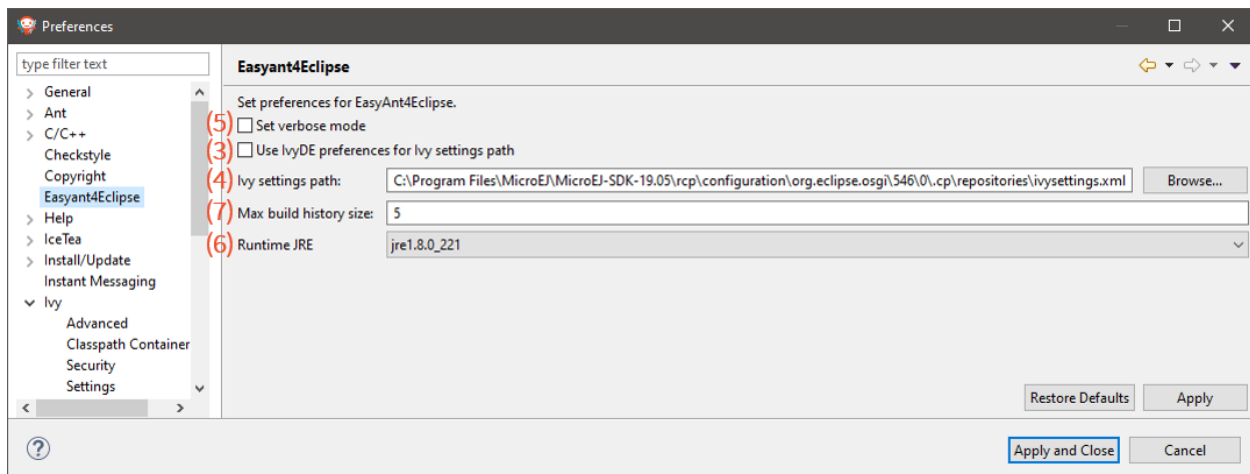 Preferences
type filter text
General
Ant
C/C++
Checkstyle
Copyright
Easyant4Eclipse
Help
IceTea
Install/Update
Instant Messaging
Ivy
Advanced
Classpath Container
Security
Settings
Easyant4Eclipse
Set preferences for EasyAnt4Eclipse.
(5) Set verbose mode
(3) Use IvyDE preferences for Ivy settings path
(4) Ivy settings path: C:\Program Files\MicroEJ\MicroEJ-SDK-19.05\rcp\configuration\org.eclipse.osgi\546\0\.cp\repositories\ivysettings.xml Browse...
(7) Max build history size: 5
(6) Runtime JRE jre1.8.0_221
Restore Defaults Apply
? Apply and Close Cancel